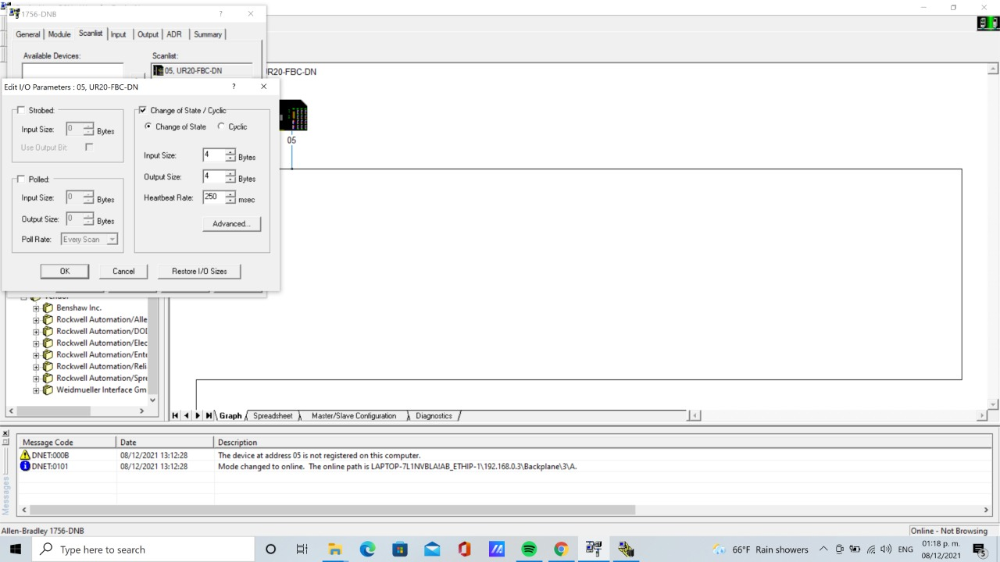 1756-DNB
?
General
Module
Scanlist
Input
Output
ADR
Summary
Available Devices:
Scanlist:
05, UR20-FBC-DN
UR20-FBC-DN
Edit I/O Parameters : 05, UR20-FBC-DN
?
Strobed:
Input Size:
0
Bytes
Use Output Bit:
Polled:
Input Size:
0
Bytes
Output Size:
0
Bytes
Poll Rate:
Every Scan
Change of State / Cyclic
Change of State
Cyclic
Input Size:
4
Bytes
Output Size:
4
Bytes
Heartbeat Rate:
250
msec
Advanced...
OK
Cancel
Restore I/O Sizes
05
Vendor
Benshaw Inc.
Rockwell Automation/Alle
Rockwell Automation/DOD
Rockwell Automation/Elec
Rockwell Automation/Ente
Rockwell Automation/Reli
Rockwell Automation/Spre
Weidmueller Interface Gm
Graph
Spreadsheet
Master/Slave Configuration
Diagnostics
Messages
Message Code Date Description
DNET:000B 08/12/2021 13:12:28 The device at address 05 is not registered on this computer.
DNET:0101 08/12/2021 13:12:28 Mode changed to online. The online path is LAPTOP-7L1NVBLA!AB_ETHIP-1\192.168.0.3\Backplane\3\A.
Allen-Bradley 1756-DNB
Online - Not Browsing
Type here to search
66°F Rain showers
ENG
01:18 p. m.
08/12/2021
5